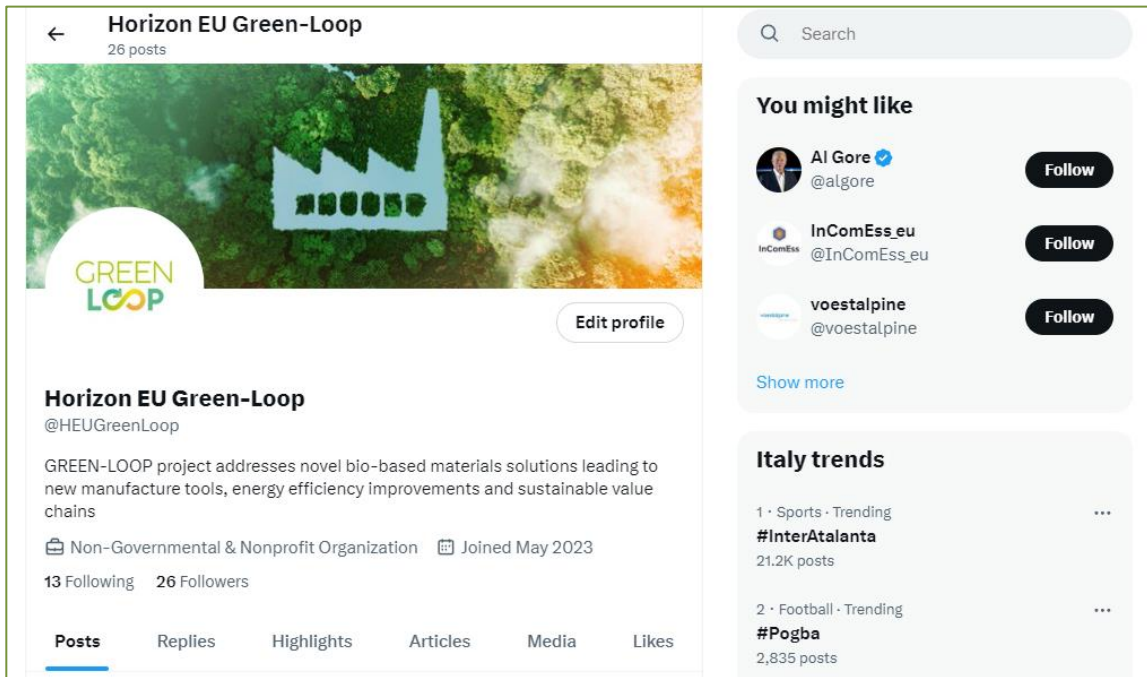 Horizon EU Green-Loop
26 posts
GREEN
LOOP
Edit profile
Horizon EU Green-Loop
@HEUGreenLoop
GREEN-LOOP project addresses novel bio-based materials solutions leading to
new manufacture tools, energy efficiency improvements and sustainable value
chains
Non-Governmental & Nonprofit Organization Joined May 2023
13 Following 26 Followers
Posts Replies Highlights Articles Media Likes
Search
You might like
Al Gore
@algore
Follow
InComEss
InComEss_eu
@InComEss_eu
Follow
voestalpine
voestalpine
@voestalpine
Follow
Show more
Italy trends
1 · Sports · Trending
#InterAtalanta
21.2K posts
2 · Football · Trending
#Pogba
2,835 posts